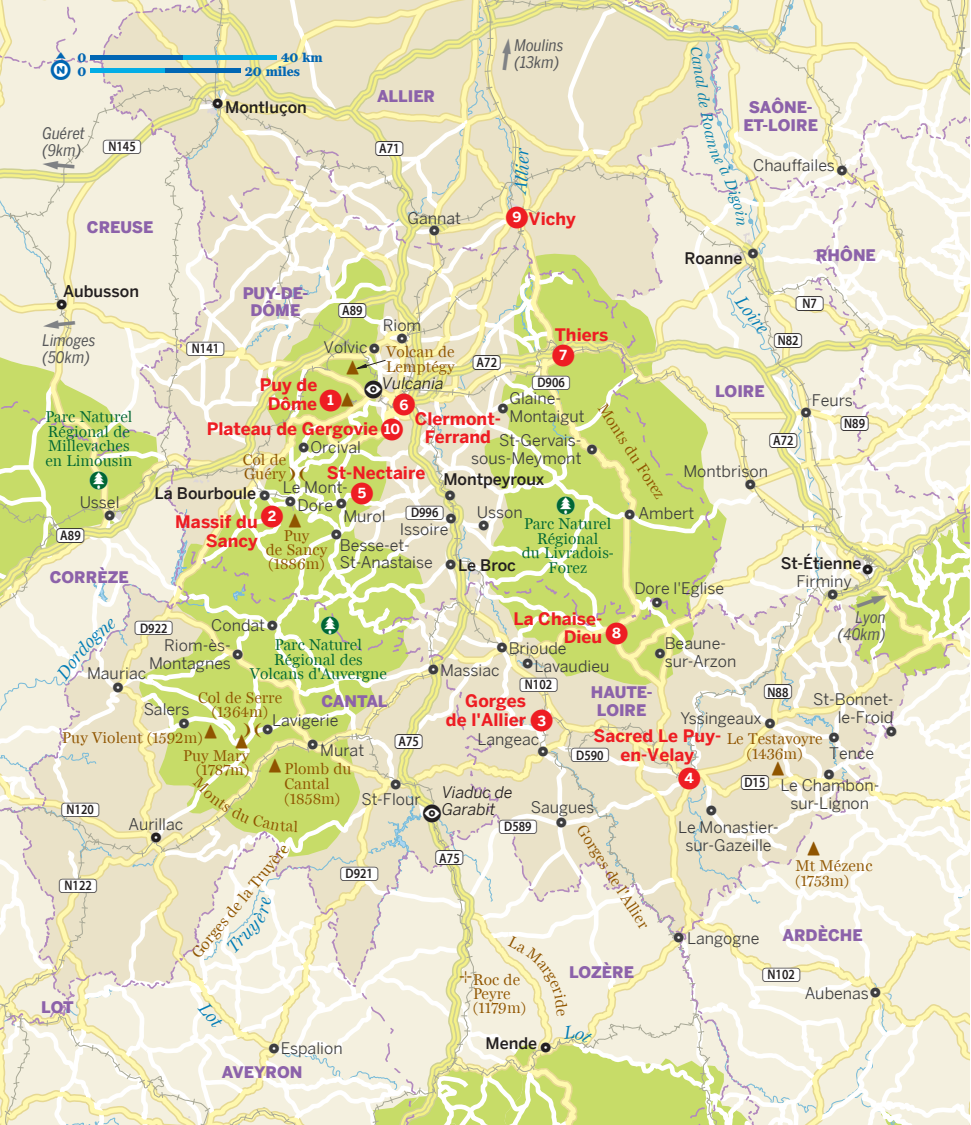 Moulins
(13km)
0
40 km
N
0
20 miles
Canal de Roanne à Digoin
ALLIER
Montluçon
SAÔNE-
ET-LOIRE
Guéret
(9km)
N145
A71
Allier
Chauffailes
CREUSE
Gannat
9
Vichy
Roanne
RHÔNE
Aubusson
PUY-DE-
DÔME
A89
N7
Loire
Limoges
(50km)
Riom
Thiers
7
N82
N141
Volvic
Volcan de
Lemptégy
A72
Vulcania
D906
LOIRE
Puy de
Dôme
1
6
Clermont-
Ferrand
Glaine-
Montaigut
Feurs
Parc Naturel
Régional de
Millevaches
en Limousin
Plateau de Gergovie
10
N89
Monts du Forez
A72
Orcival
St-Gervais-
sous-Meymont
Col de
Guéry
St-Nectaire
5
Montbrison
Ussel
La Bourboule
Le Mont-
Dore
Montpeyroux
2
Massif du
Sancy
Murol
D996
Issoire
Usson
Parc Naturel
Régional
du Livradois-
Forez
Ambert
A89
Puy
de Sancy
(1886m)
Besse-et-
St-Anastaise
Le Broc
St-Étienne
Firminy
CORRÈZE
Dore l'Eglise
Lyon
(40km)
Dordogne
D922
Condat
La Chaise-
Dieu
8
Riom-ès-
Montagnes
Parc Naturel
Régional des
Volcans d'Auvergne
Brioude
Lavaudieu
Beaune-
sur-Arzon
Mauriac
Massiac
N102
HAUTE-
LOIRE
N88
St-Bonnet-
le-Froid
Salers
Col de Serre
(1364m)
CANTAL
Gorges
de l'Allier
3
Yssingeaux
Lavigerie
Puy Violent (1592m)
Puy Mary
(1787m)
Murat
A75
Langeac
Sacred Le Puy-
en-Velay
4
Le Testavoyre
(1436m)
Tence
D590
D15
Plomb du
Cantal
(1858m)
Le Chambon-
sur-Lignon
Monts du Cantal
St-Flour
Viaduc de
Garabit
N120
Aurillac
Saugues
D589
Le Monastier-
sur-Gazeille
Gorges de l'Allier
Mt Mézenc
(1753m)
A75
D921
N122
Gorges de la Truyère
Truyère
Langogne
ARDÈCHE
La Margeride
LOZÈRE
N102
Roc de
Peyre
(1179m)
Aubenas
LOT
Lot
Lot
Mende
Espalion
AVEYRON